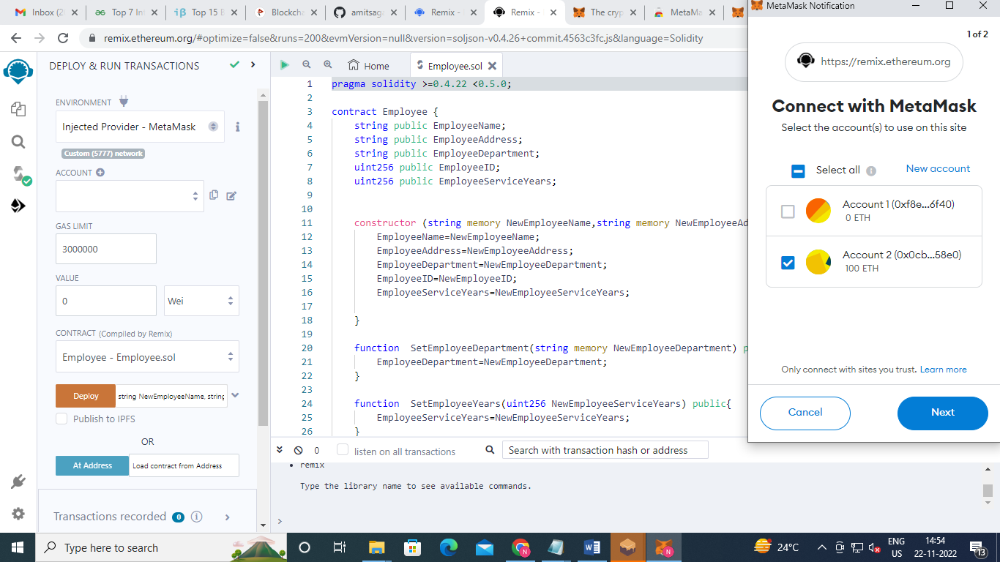 Inbox (2
Top 7 Int
Top 15 E
Blockcha
amitsaga
Remix -
Remix -
The cryp
MetaMa
remix.ethereum.org/#optimize=false&runs=200&evmVersion=null&version=soljson-v0.4.26+commit.4563c3fc.js&language=Solidity
DEPLOY & RUN TRANSACTIONS
ENVIRONMENT
Injected Provider - MetaMask
Custom (5777) network
ACCOUNT
GAS LIMIT
3000000
VALUE
0
Wei
CONTRACT (Compiled by Remix)
Employee - Employee.sol
Deploy
string NewEmployeeName, string
Publish to IPFS
OR
At Address
Load contract from Address
Transactions recorded 0
Home
Employee.sol
1 pragma solidity >=0.4.22 <0.5.0;
2
3 contract Employee {
4 string public EmployeeName;
5 string public EmployeeAddress;
6 string public EmployeeDepartment;
7 uint256 public EmployeeID;
8 uint256 public EmployeeServiceYears;
9
10
11 constructor (string memory NewEmployeeName,string memory NewEmployeeAd
12 EmployeeName=NewEmployeeName;
13 EmployeeAddress=NewEmployeeAddress;
14 EmployeeDepartment=NewEmployeeDepartment;
15 EmployeeID=NewEmployeeID;
16 EmployeeServiceYears=NewEmployeeServiceYears;
17
18 }
19
20 function SetEmployeeDepartment(string memory NewEmployeeDepartment) p
21 EmployeeDepartment=NewEmployeeDepartment;
22 }
23
24 function SetEmployeeYears(uint256 NewEmployeeServiceYears) public{
25 EmployeeServiceYears=NewEmployeeServiceYears;
26 }
0
listen on all transactions
Search with transaction hash or address
• remix
Type the library name to see available commands.
>
MetaMask Notification
1 of 2
https://remix.ethereum.org
Connect with MetaMask
Select the account(s) to use on this site
Select all
New account
Account 1 (0xf8e...6f40)
0 ETH
Account 2 (0x0cb...58e0)
100 ETH
Only connect with sites you trust. Learn more
Cancel
Next
Type here to search
24°C
ENG
US
14:54
22-11-2022
13